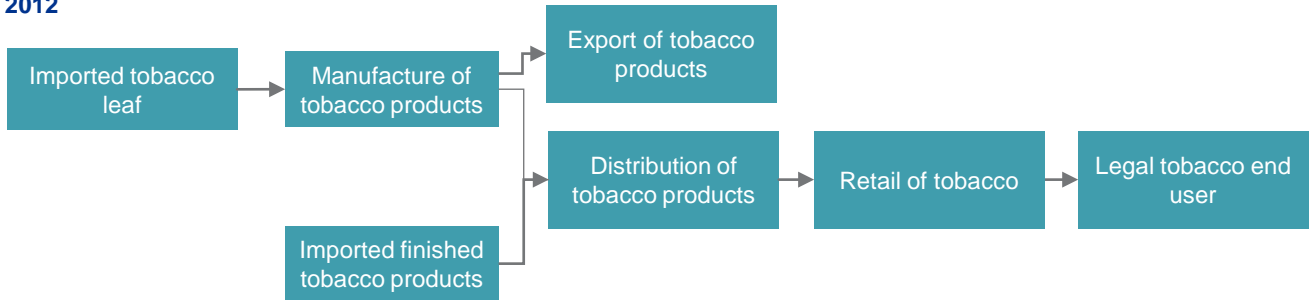 2012
Imported tobacco
leaf
Manufacture of
tobacco products
Export of tobacco
products
Distribution of
tobacco products
Retail of tobacco
Legal tobacco end
user
Imported finished
tobacco products